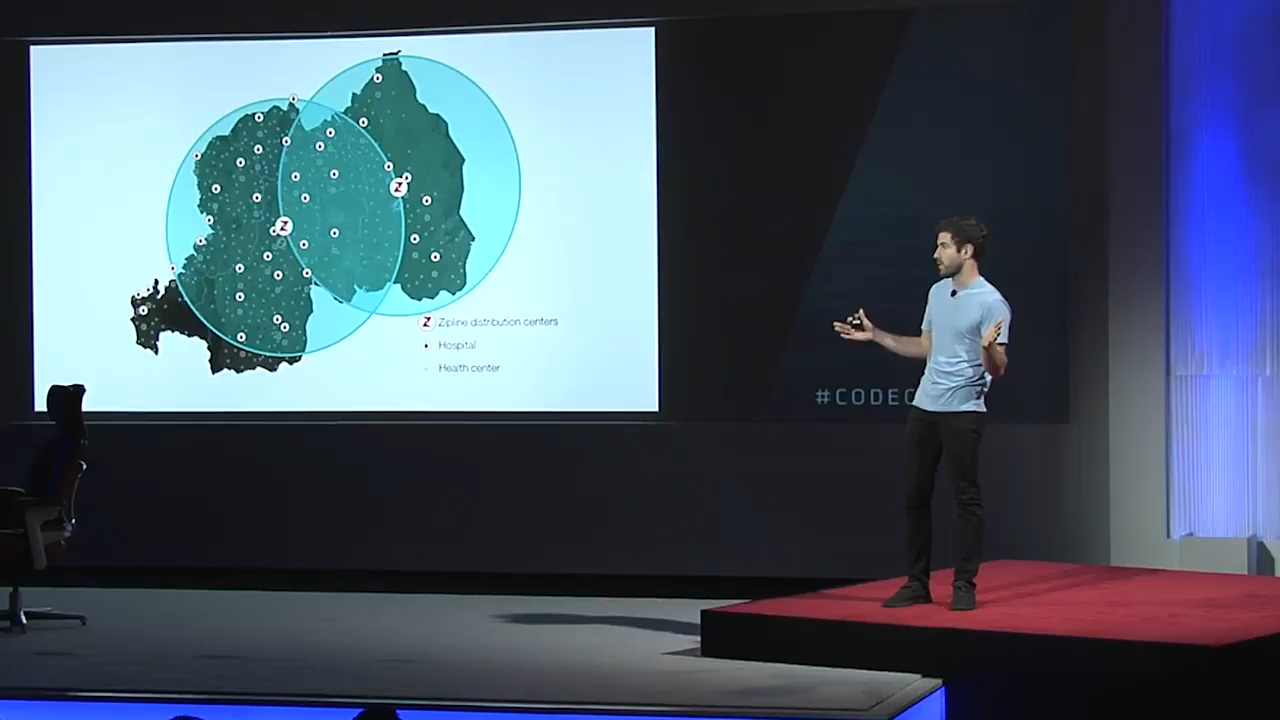 Z
Z
Z Zipline distribution centers
Hospital
Health center
#CODEC